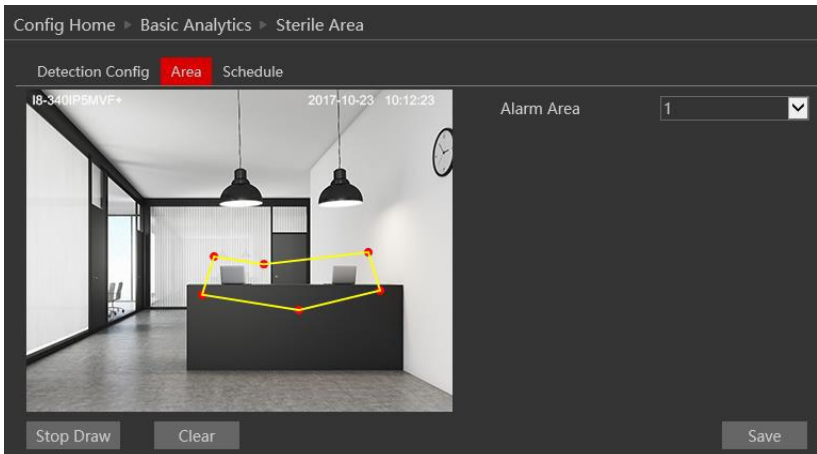 Config Home ▶ Basic Analytics ▶ Sterile Area
Detection Config Area Schedule
I8-340IP5MVF+ 2017-10-23 10:12:23
Alarm Area 1
Stop Draw Clear Save